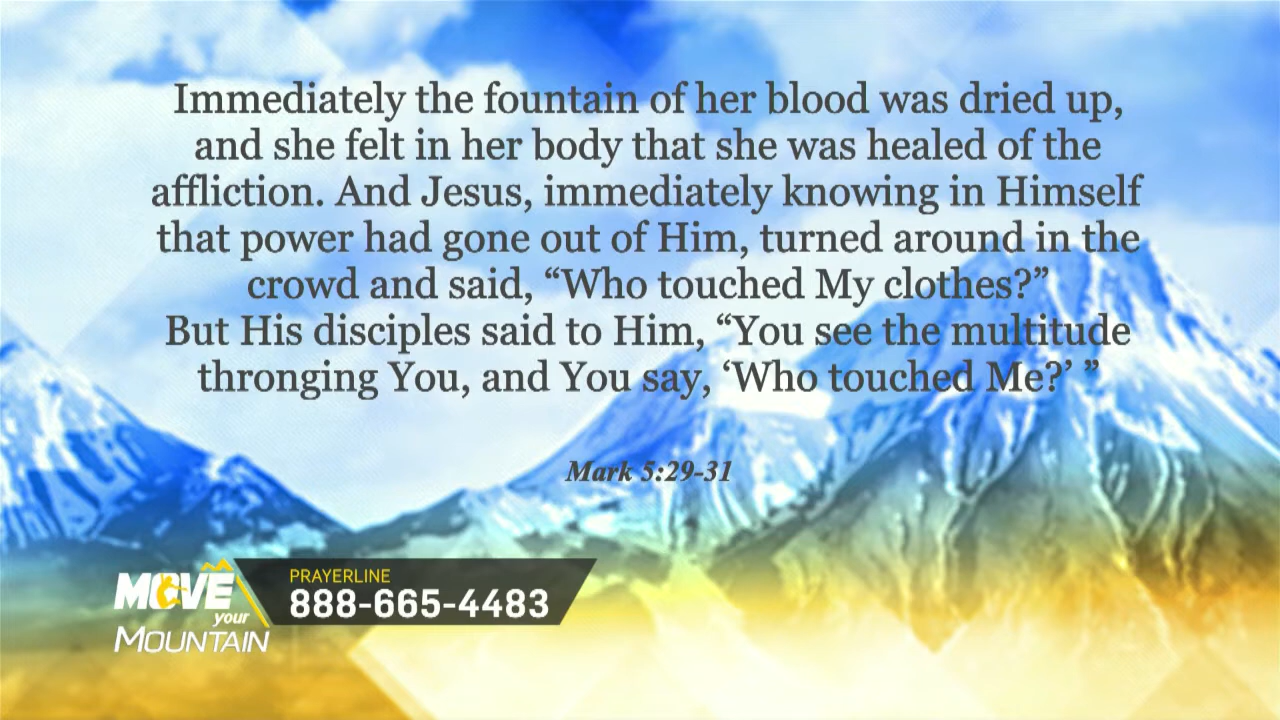 Immediately the fountain of her blood was dried up,
and she felt in her body that she was healed of the
affliction. And Jesus, immediately knowing in Himself
that power had gone out of Him, turned around in the
crowd and said, “Who touched My clothes?”
But His disciples said to Him, “You see the multitude
thronging You, and You say, ‘Who touched Me?’ ”
Mark 5:29-31
MOVE
your
MOUNTAIN
PRAYERLINE
888-665-4483